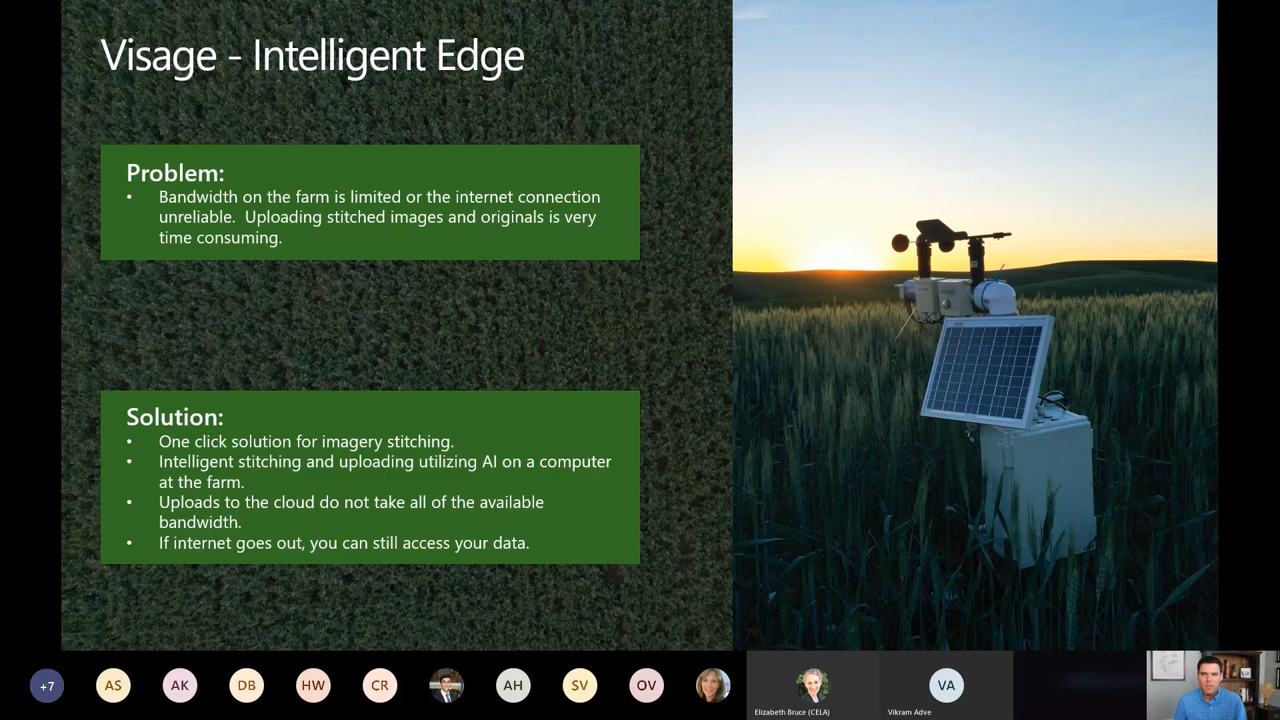 Visage - Intelligent Edge
Problem:
• Bandwidth on the farm is limited or the internet connection
unreliable.  Uploading stitched images and originals is very
time consuming.
Solution:
• One click solution for imagery stitching.
• Intelligent stitching and uploading utilizing AI on a computer
at the farm.
• Uploads to the cloud do not take all of the available
bandwidth.
• If internet goes out, you can still access your data.
+7 AS AK DB HW CR AH SV OV VA
Elizabeth Bruce (CELA) Vikram Adve